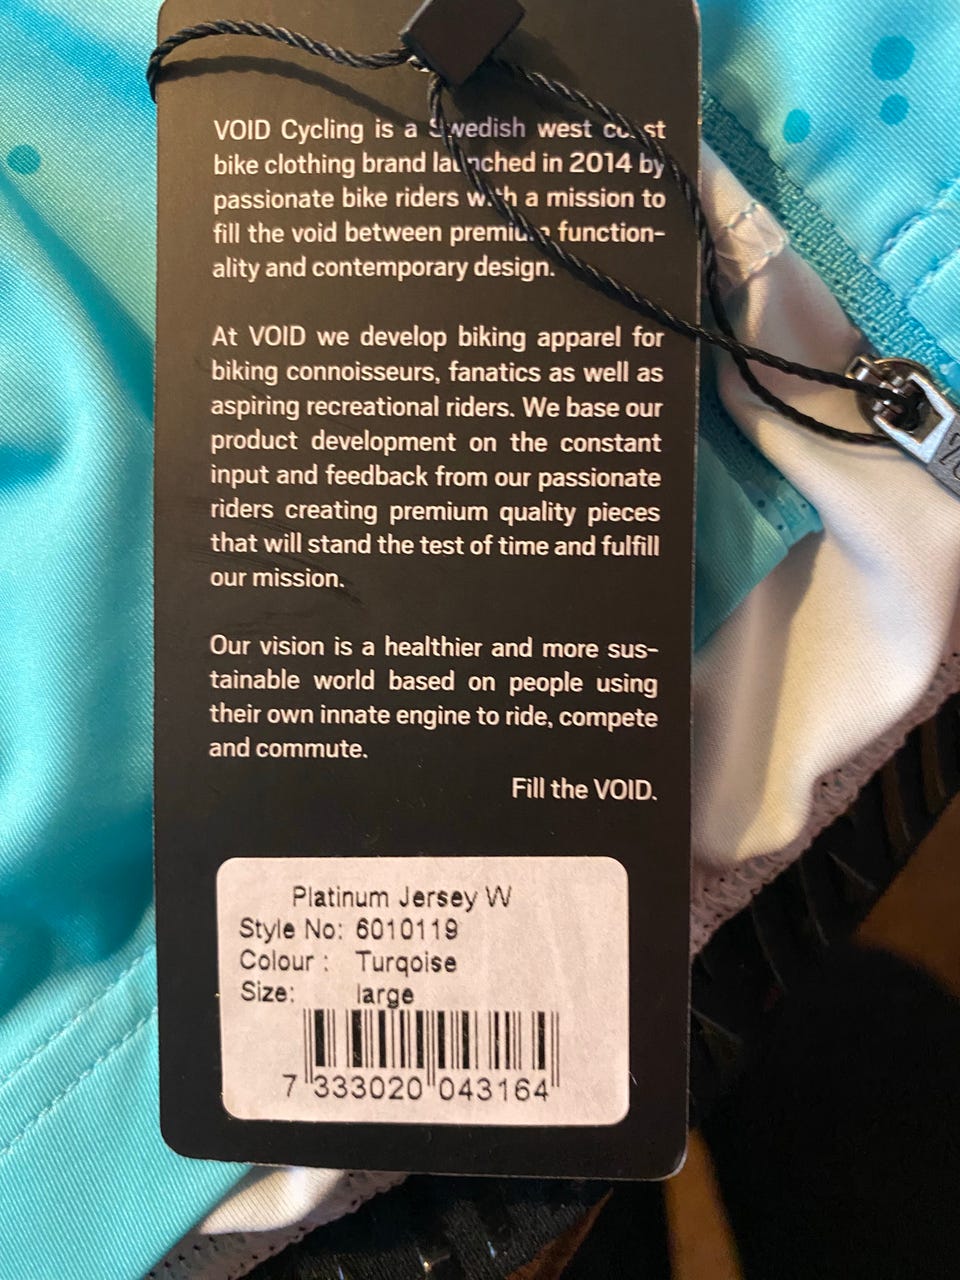 VOID Cycling is a Swedish west coast
bike clothing brand launched in 2014 by
passionate bike riders with a mission to
fill the void between premium function-
ality and contemporary design.
At VOID we develop biking apparel for
biking connoisseurs, fanatics as well as
aspiring recreational riders. We base our
product development on the constant
input and feedback from our passionate
riders creating premium quality pieces
that will stand the test of time and fulfill
our mission.
Our vision is a healthier and more sus-
tainable world based on people using
their own innate engine to ride, compete
and commute.
Fill the VOID.
Platinum Jersey W
Style No: 6010119
Colour : Turqoise
Size: large
7 333020 043164